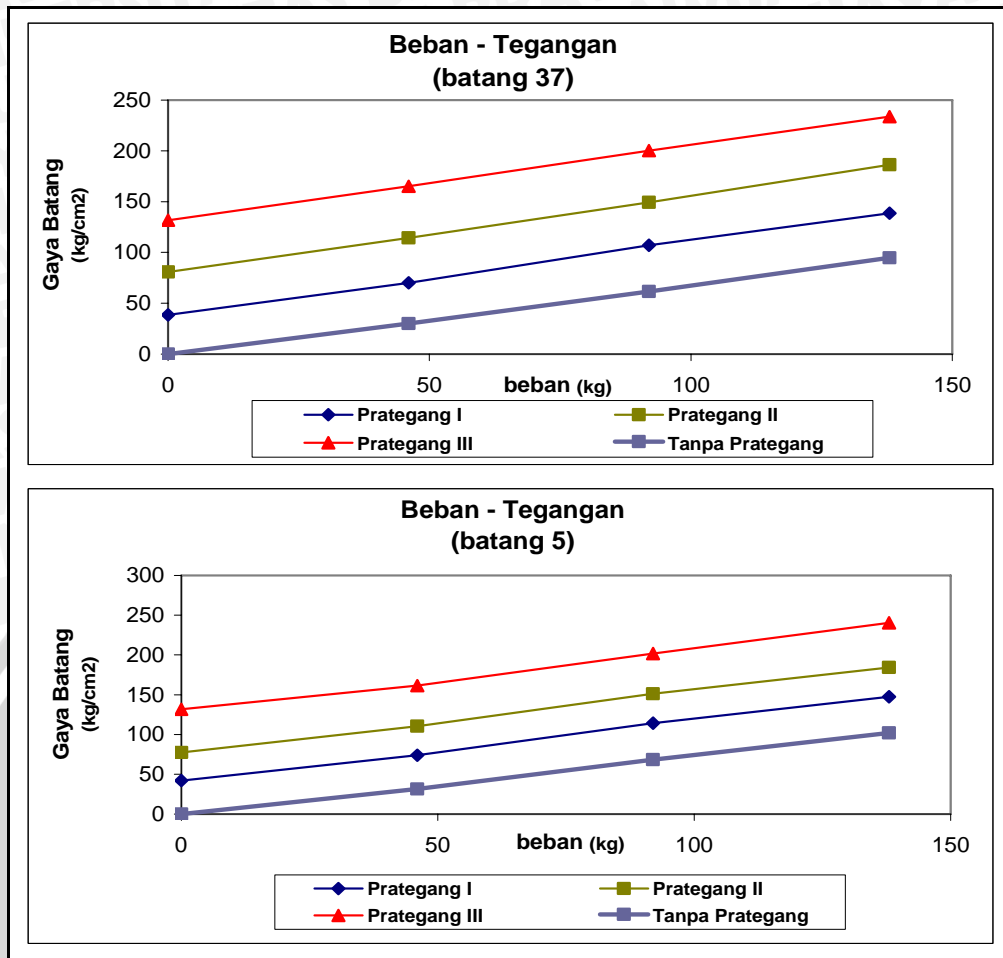 Beban - Tegangan
(batang 37)
Gaya Batang
(kg/cm2)
250
200
150
100
50
0
0 50 100 150
beban (kg)
Prategang I Prategang II
Prategang III Tanpa Prategang
Beban - Tegangan
(batang 5)
Gaya Batang
(kg/cm2)
300
250
200
150
100
50
0
0 50 100 150
beban (kg)
Prategang I Prategang II
Prategang III Tanpa Prategang